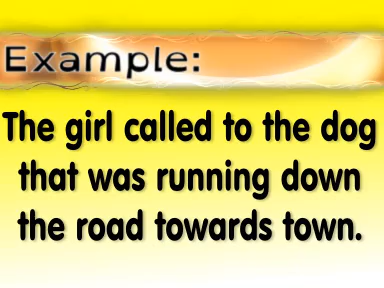 Example:
The girl called to the dog
that was running down
the road towards town.